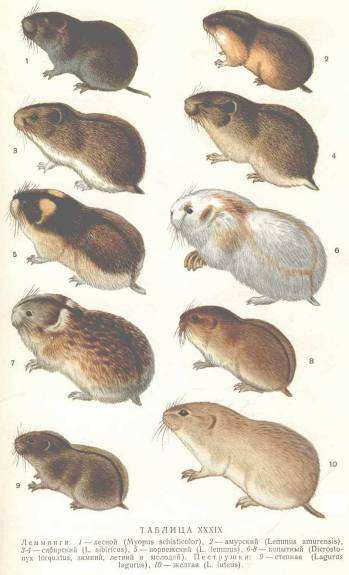 1
2
3
4
5
6
7
8
9
10
ТАБЛИЦА XXXIX
Лемминги: 1 — лесной (Myopus schisticolor), 2 — амурский (Lemmus amurensis),
3-4 — сибирский (L. sibiricus), 5 — норвежский (L. lemmus), 6-8 — копытный (Dicrosto-
nyx torquatus, зимний, летний и молодой). Пеструшки: 9 — степная (Lagurus
lagurus), 10 — желтая (L. luteus).